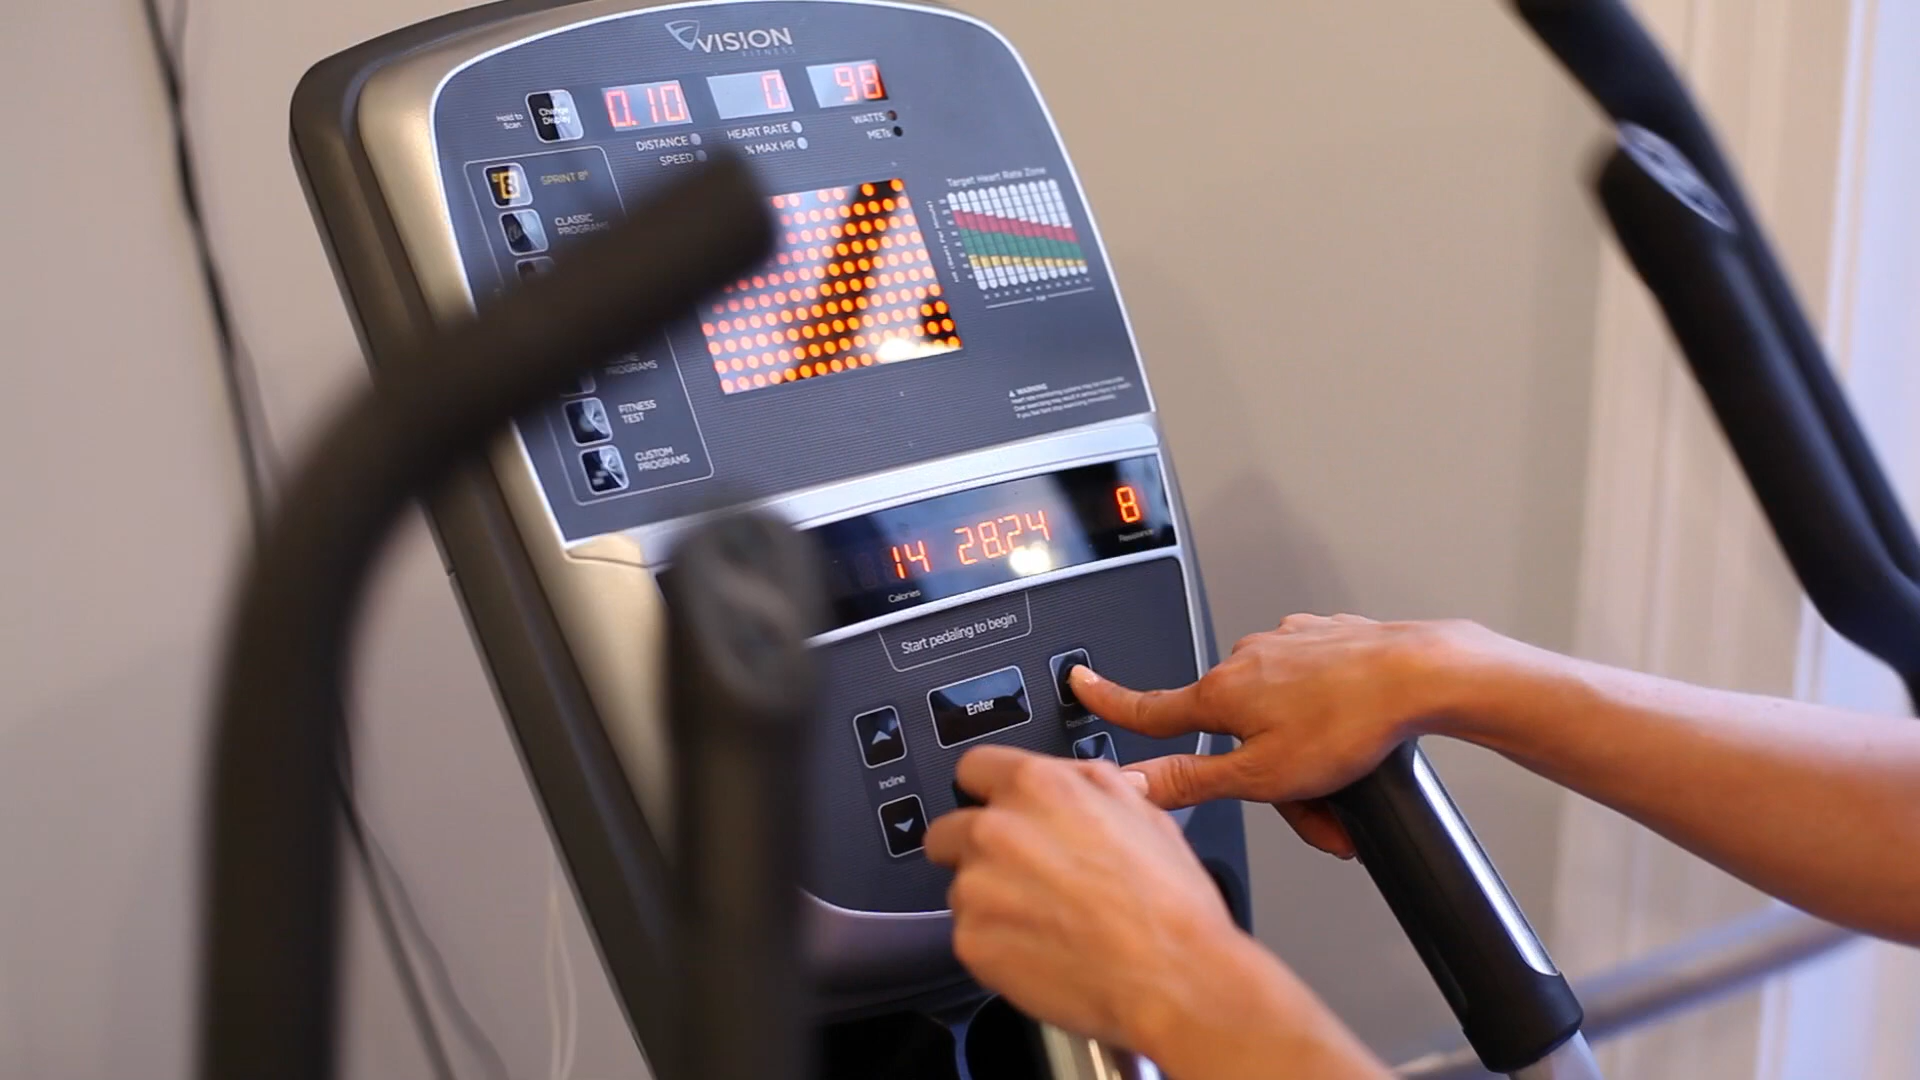 VISION
FITNESS
Hold to
Scan
Change
Display
0.10
0
98
DISTANCE
SPEED
HEART RATE
% MAX HR
WATTS
METs
SPRINT 8
CLASSIC
PROGRAMS
PROGRAMS
FITNESS
TEST
CUSTOM
PROGRAMS
Target Heart Rate Zone
WARNING
14
28:24
8
Calories
Resistance
Start pedaling to begin
Enter
Incline